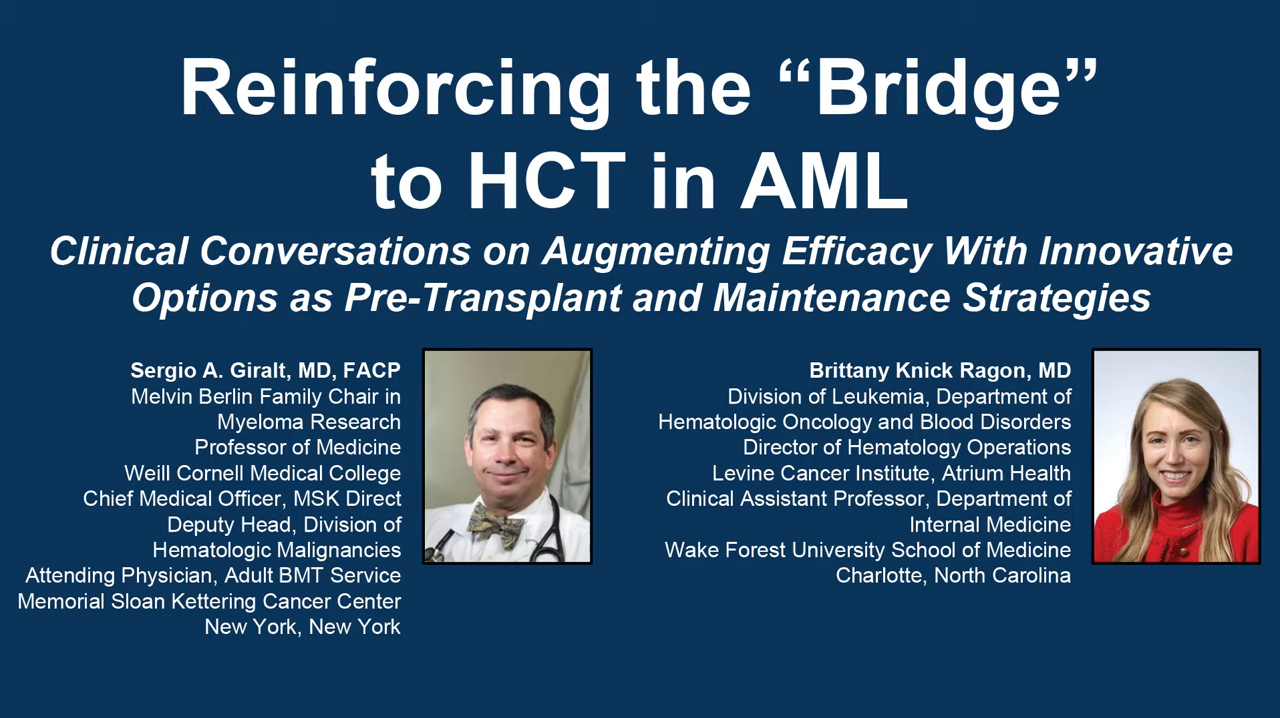 Reinforcing the “Bridge”
to HCT in AML
Clinical Conversations on Augmenting Efficacy With Innovative
Options as Pre-Transplant and Maintenance Strategies
Sergio A. Giralt, MD, FACP
Melvin Berlin Family Chair in
Myeloma Research
Professor of Medicine
Weill Cornell Medical College
Chief Medical Officer, MSK Direct
Deputy Head, Division of
Hematologic Malignancies
Attending Physician, Adult BMT Service
Memorial Sloan Kettering Cancer Center
New York, New York
Brittany Knick Ragon, MD
Division of Leukemia, Department of
Hematologic Oncology and Blood Disorders
Director of Hematology Operations
Levine Cancer Institute, Atrium Health
Clinical Assistant Professor, Department of
Internal Medicine
Wake Forest University School of Medicine
Charlotte, North Carolina